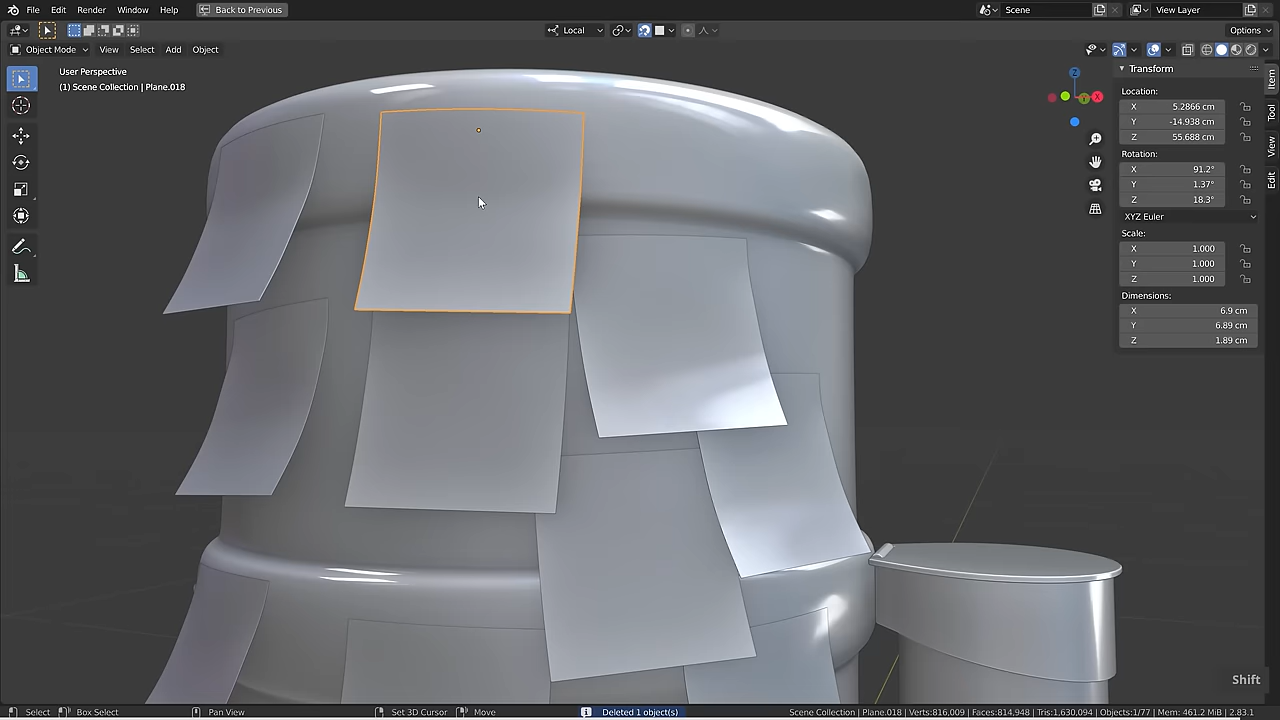 File Edit Render Window Help Back to Previous Scene View Layer
Local Options
Object Mode View Select Add Object
User Perspective
(1) Scene Collection | Plane.018
Z
Y X
Transform
Location:
X 5.2866 cm
Y -14.938 cm
Z 55.688 cm
Rotation:
X 91.2°
Y 1.37°
Z 18.3°
XYZ Euler
Scale:
X 1.000
Y 1.000
Z 1.000
Dimensions:
X 6.9 cm
Y 6.89 cm
Z 1.89 cm
Item
Tool
View
Edit
Shift
Select Box Select Pan View Set 3D Cursor Move Deleted 1 object(s) Scene Collection | Plane.018 | Verts:816,009 | Faces:814,948 | Tris:1,630,094 | Objects:1/77 | Mem: 461.2 MiB | 2.83.1